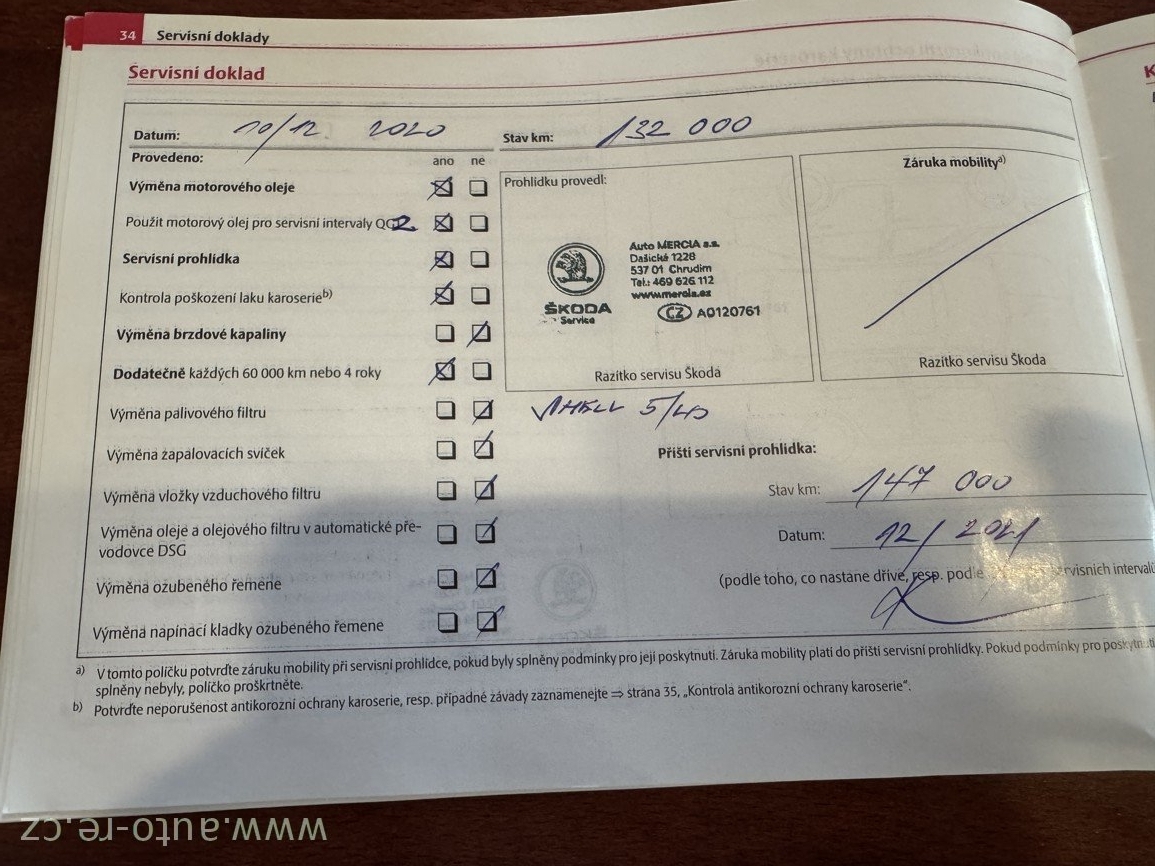 34 Servisní doklady
Servisní doklad
Datum: 10/12 2020 Stav km: 132 000
Provedeno: ano ne
Výměna motorového oleje
Použit motorový olej pro servisní intervaly QG2
Servisní prohlídka
Kontrola poškození laku karoserieb)
Výměna brzdové kapaliny
Dodatečně každých 60 000 km nebo 4 roky
Výměna palivového filtru
Výměna zapalovacích svíček
Výměna vložky vzduchového filtru
Výměna oleje a olejového filtru v automatické pře-
vodovce DSG
Výměna ozubeného řemene
Výměna napínací kladky ozubeného řemene
Prohlídku provedl:
ŠKODA
Service
Auto MERCIA a.s.
Dašická 1228
537 01 Chrudim
Tel.: 469 626 112
www.mercia.cz
CZ A0120761
Razítko servisu Škoda
Záruka mobilitya)
Razítko servisu Škoda
SHELL 5/40
Příští servisní prohlídka:
Stav km: 147 000
Datum: 12/2021
(podle toho, co nastane dříve, resp. podle servisních intervalů
a) V tomto políčku potvrďte záruku mobility při servisní prohlídce, pokud byly splněny podmínky pro její poskytnutí. Záruka mobility platí do příští servisní prohlídky. Pokud podmínky pro poskytnutí
splněny nebyly, políčko proškrtněte.
b) Potvrďte neporušenost antikorozní ochrany karoserie, resp. případné závady zaznamenejte ⇒ strana 35, „Kontrola antikorozní ochrany karoserie“.
www.auto-re.cz